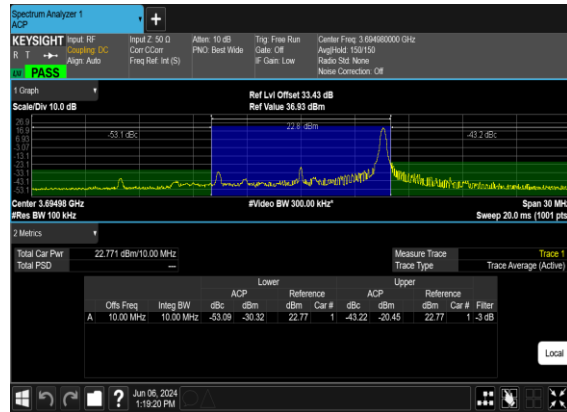 Spectrum Analyzer 1
ACP
KEYSIGHT Input: RF Input Z: 50 Ω Atten: 10 dB Trig: Free Run Center Freq: 3.694980000 GHz
R T Coupling: DC Corr CCorr PNO: Best Wide Gate: Off Avg|Hold: 150/150
Align: Auto Freq Ref: Int (S) IF Gain: Low Radio Std: None
PASS Noise Correction: Off
1 Graph
Ref Lvl Offset 33.43 dB
Scale/Div 10.0 dB Ref Value 36.93 dBm
26.9
16.9 -53.1 dBc 22.8 dBm -43.2 dBc
6.93
-3.07
-13.1
-23.1
-33.1
-43.1
-53.1
Center 3.69498 GHz #Video BW 300.00 kHz* Span 30 MHz
#Res BW 100 kHz Sweep 20.0 ms (1001 pts)
2 Metrics
Total Car Pwr 22.771 dBm/10.00 MHz Measure Trace Trace 1
Total PSD --- Trace Type Trace Average (Active)
Lower Upper
ACP Reference ACP Reference
Offs Freq Integ BW dBc dBm dBm Car # dBc dBm dBm Car # Filter
A 10.00 MHz 10.00 MHz -53.09 -30.32 22.77 1 -43.22 -20.45 22.77 1 -3 dB
Local
Jun 06, 2024
1:19:20 PM